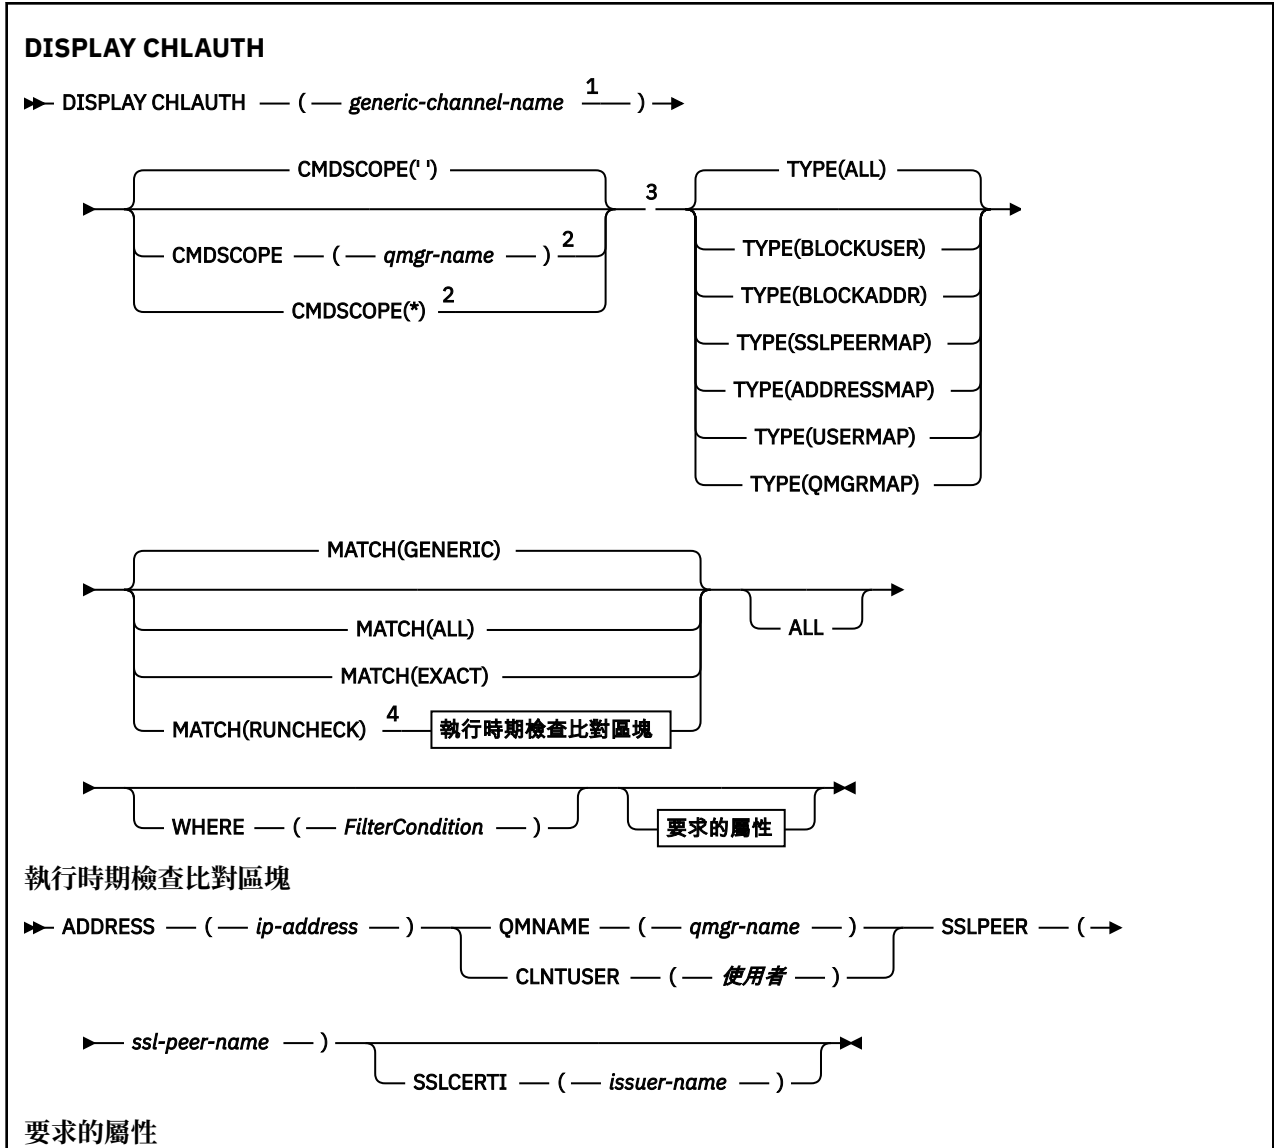 DISPLAY CHLAUTH
DISPLAY CHLAUTH ( generic-channel-name 1 )
CMDSCOPE(' ')
CMDSCOPE ( qmgr-name ) 2
CMDSCOPE(*) 2
3
TYPE(ALL)
TYPE(BLOCKUSER)
TYPE(BLOCKADDR)
TYPE(SSLPEERMAP)
TYPE(ADDRESSMAP)
TYPE(USERMAP)
TYPE(QMGRMAP)
MATCH(GENERIC)
MATCH(ALL)
MATCH(EXACT)
MATCH(RUNCHECK) 4 執行時期檢查比對區塊
ALL
WHERE ( FilterCondition )
要求的屬性
執行時期檢查比對區塊
ADDRESS ( ip-address ) QMNAME ( qmgr-name ) SSLPEER (
CLNTUSER ( 使用者 )
ssl-peer-name )
SSLCERTI ( issuer-name )
要求的屬性